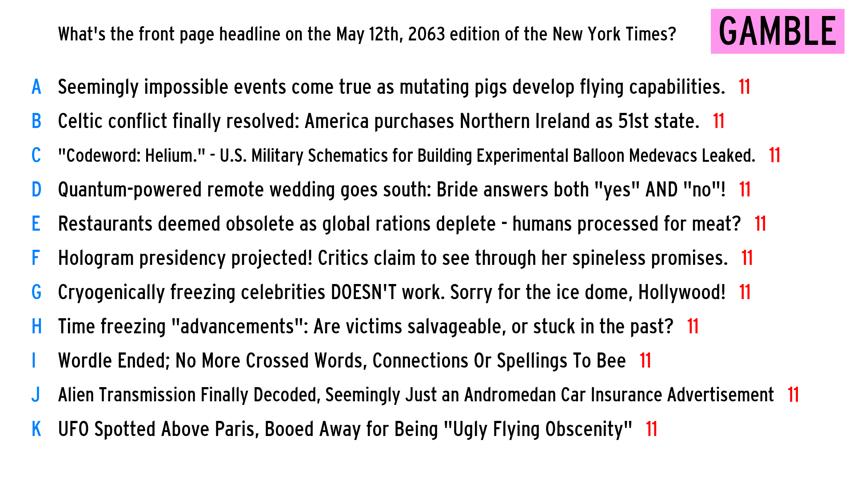 What's the front page headline on the May 12th, 2063 edition of the New York Times?
GAMBLE
A Seemingly impossible events come true as mutating pigs develop flying capabilities. 11
B Celtic conflict finally resolved: America purchases Northern Ireland as 51st state. 11
C "Codeword: Helium." - U.S. Military Schematics for Building Experimental Balloon Medevacs Leaked. 11
D Quantum-powered remote wedding goes south: Bride answers both "yes" AND "no"! 11
E Restaurants deemed obsolete as global rations deplete - humans processed for meat? 11
F Hologram presidency projected! Critics claim to see through her spineless promises. 11
G Cryogenically freezing celebrities DOESN'T work. Sorry for the ice dome, Hollywood! 11
H Time freezing "advancements": Are victims salvageable, or stuck in the past? 11
I Wordle Ended; No More Crossed Words, Connections Or Spellings To Bee 11
J Alien Transmission Finally Decoded, Seemingly Just an Andromedan Car Insurance Advertisement 11
K UFO Spotted Above Paris, Booed Away for Being "Ugly Flying Obscenity" 11